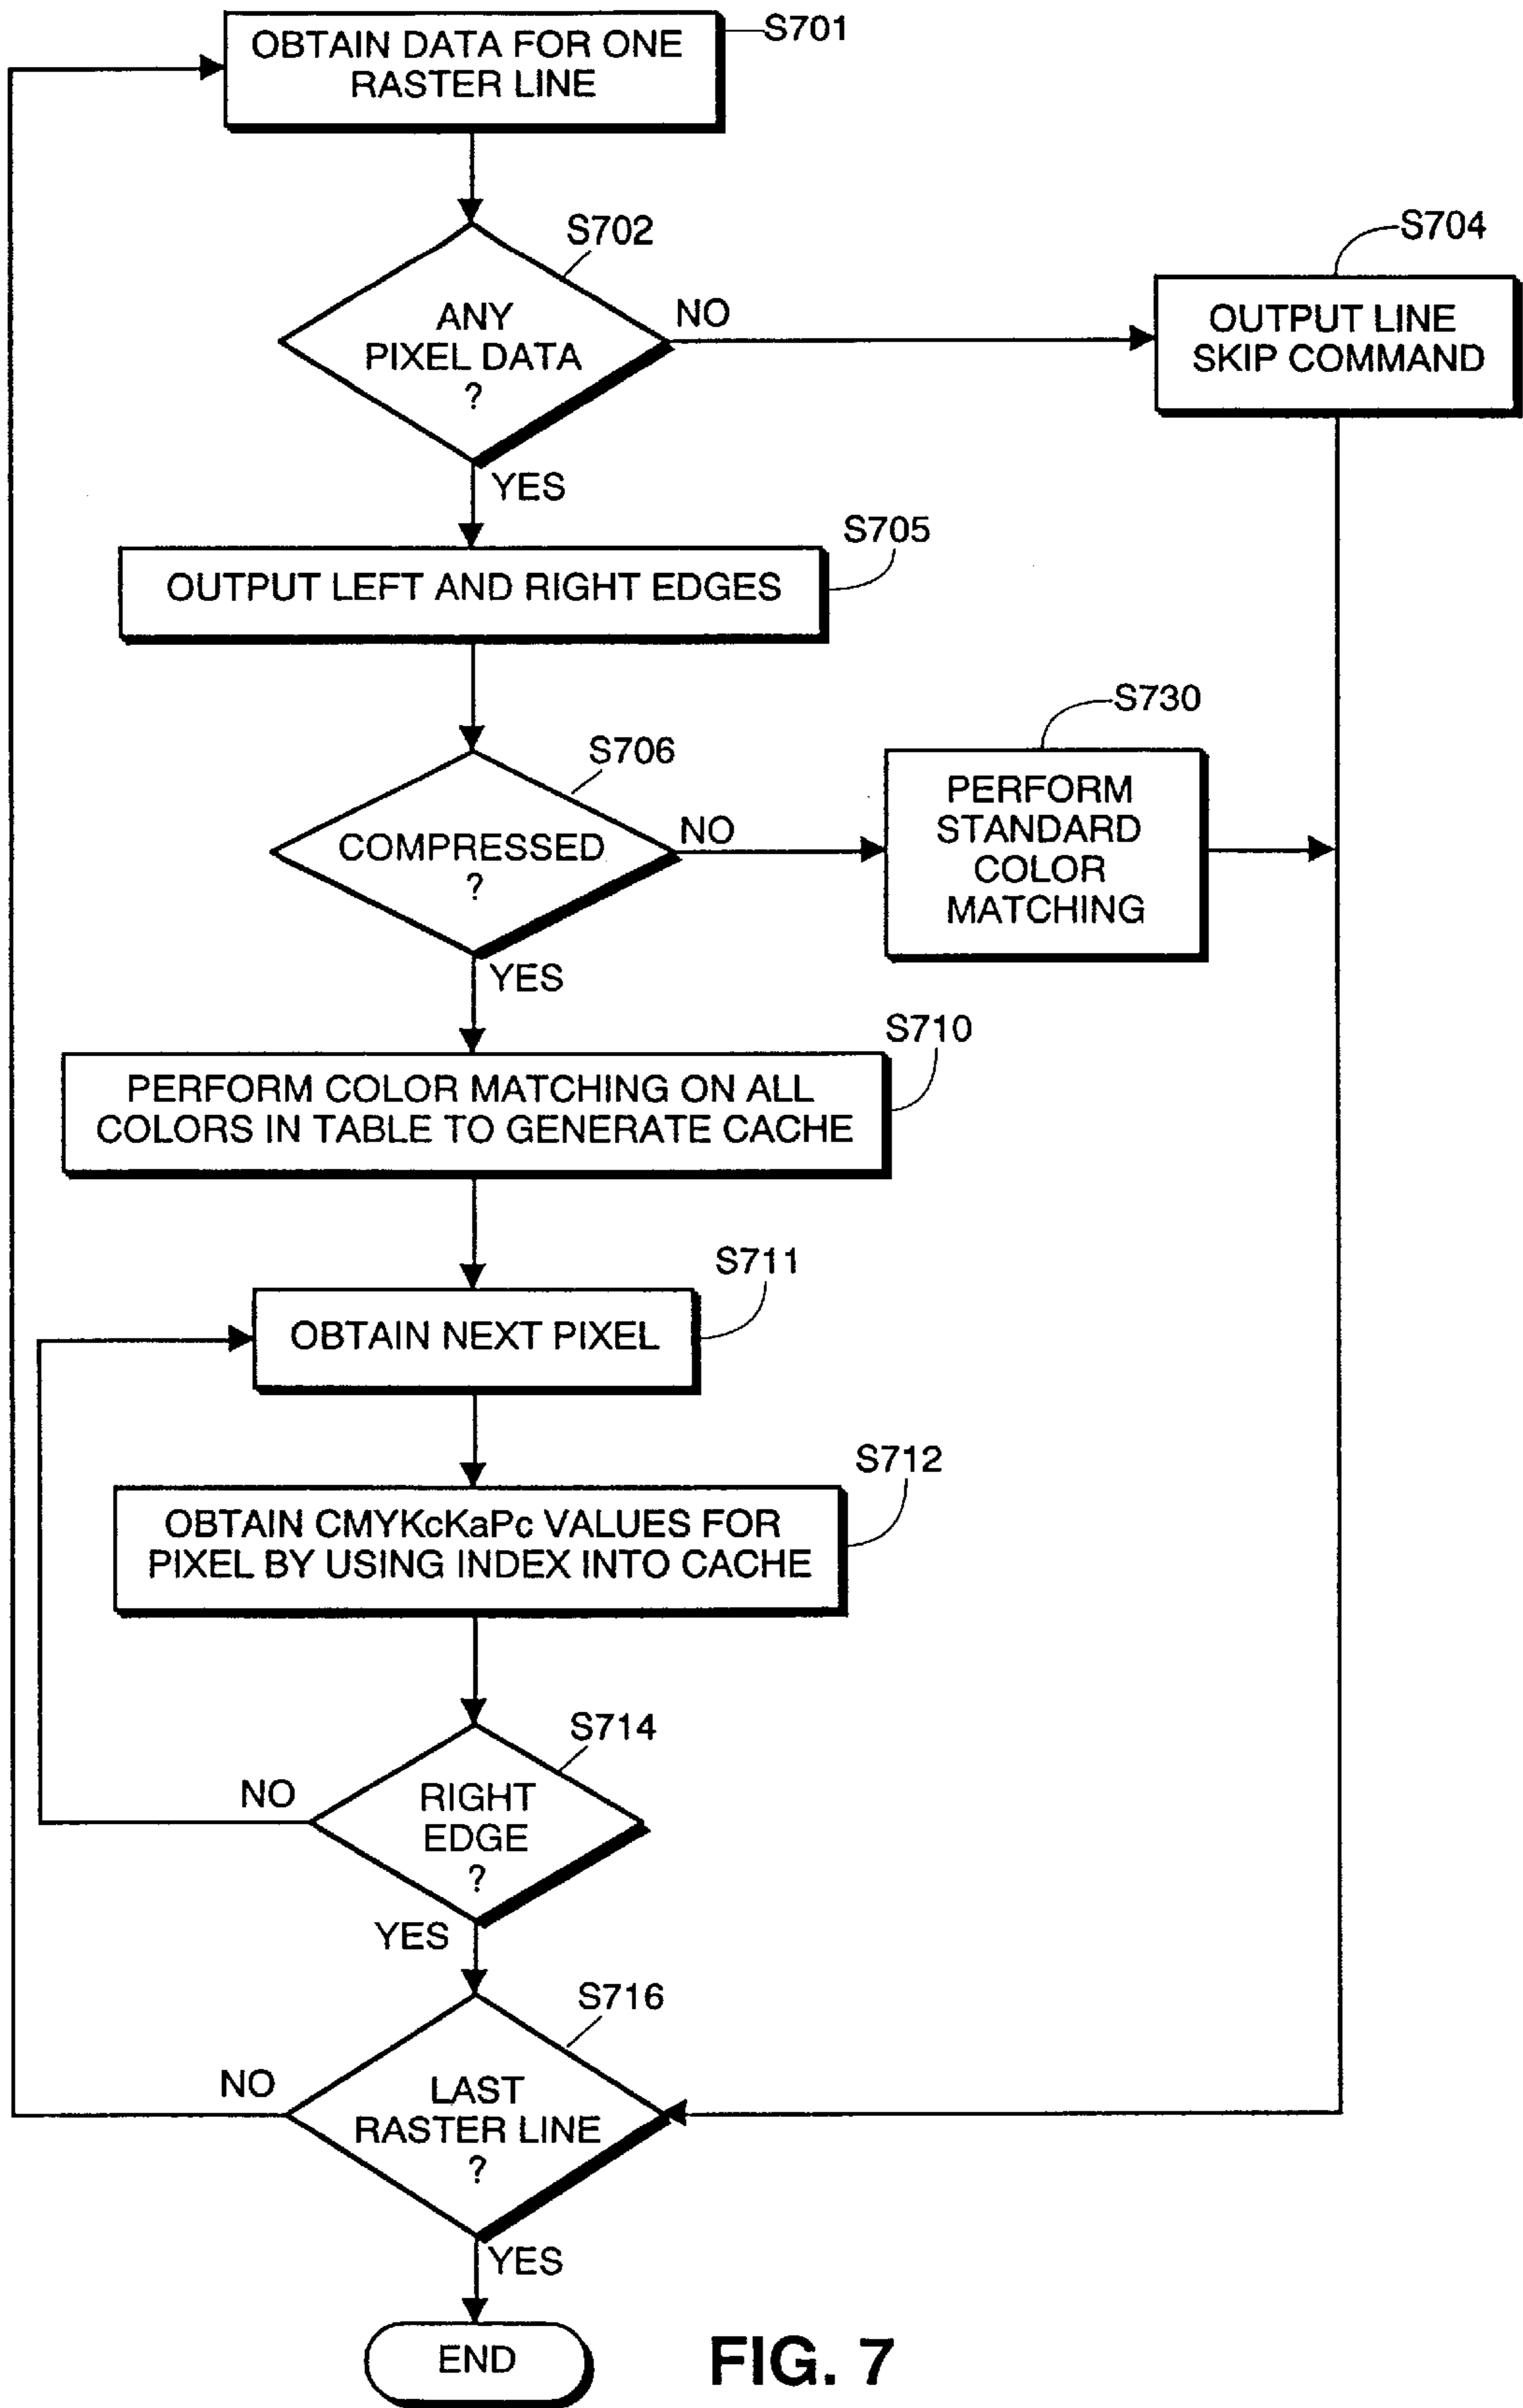 S701
OBTAIN DATA FOR ONE
RASTER LINE
S702
ANY
PIXEL DATA
?
NO
YES
S704
OUTPUT LINE
SKIP COMMAND
S705
OUTPUT LEFT AND RIGHT EDGES
S706
COMPRESSED
?
NO
YES
S730
PERFORM
STANDARD
COLOR
MATCHING
S710
PERFORM COLOR MATCHING ON ALL
COLORS IN TABLE TO GENERATE CACHE
S711
OBTAIN NEXT PIXEL
S712
OBTAIN CMYKcKaPc VALUES FOR
PIXEL BY USING INDEX INTO CACHE
S714
RIGHT
EDGE
?
NO
YES
S716
LAST
RASTER LINE
?
NO
YES
END
FIG. 7